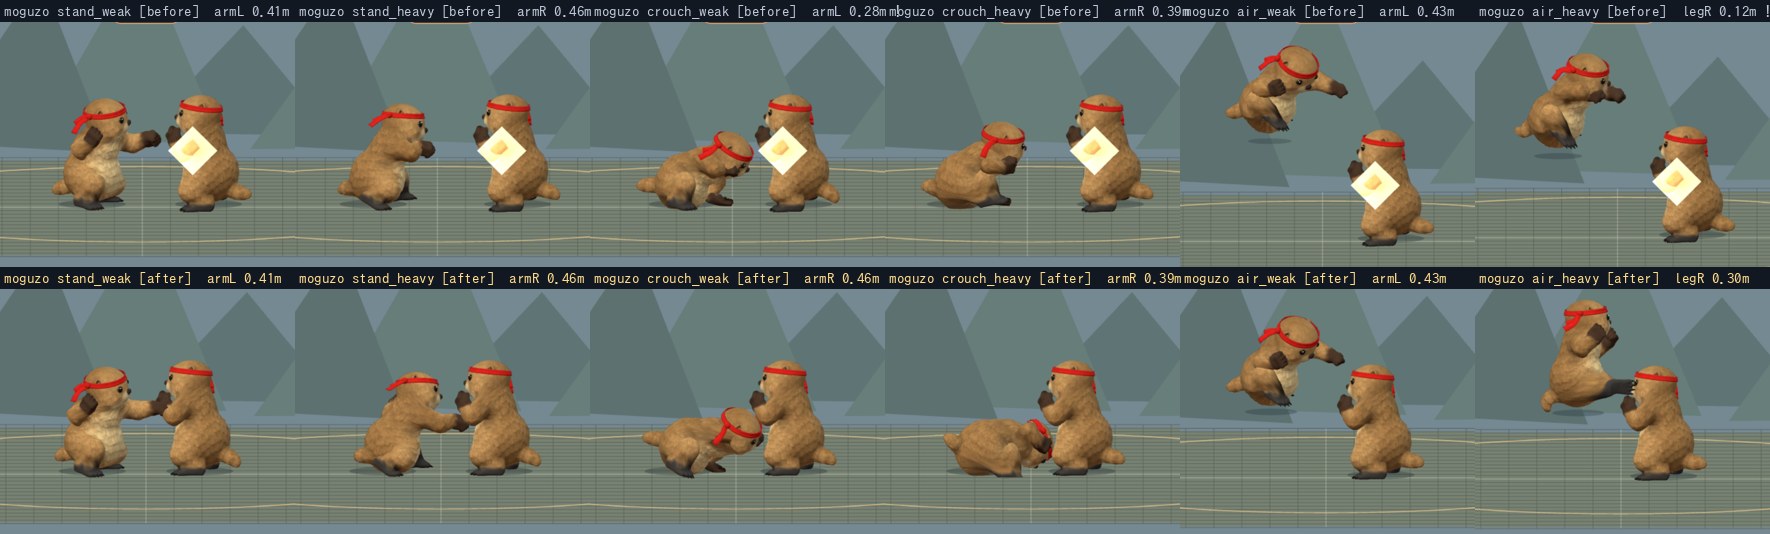 moguzo stand_weak [before] armL 0.41m
moguzo stand_heavy [before] armR 0.46m
moguzo crouch_weak [before] armL 0.28m !
moguzo crouch_heavy [before] armR 0.39m
moguzo air_weak [before] armL 0.43m
moguzo air_heavy [before] legR 0.12m !
moguzo stand_weak [after] armL 0.41m
moguzo stand_heavy [after] armR 0.46m
moguzo crouch_weak [after] armR 0.46m
moguzo crouch_heavy [after] armR 0.39m
moguzo air_weak [after] armL 0.43m
moguzo air_heavy [after] legR 0.30m